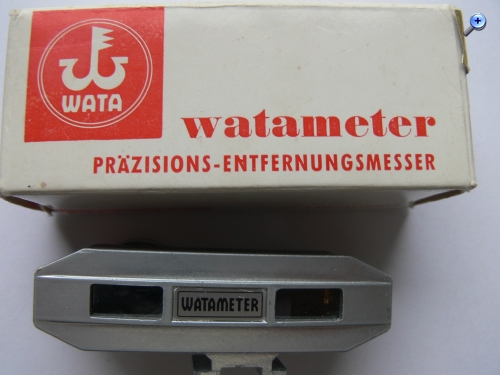 WATA
watameter
PRÄZISIONS-ENTFERNUNGSMESSER
WATAMETER